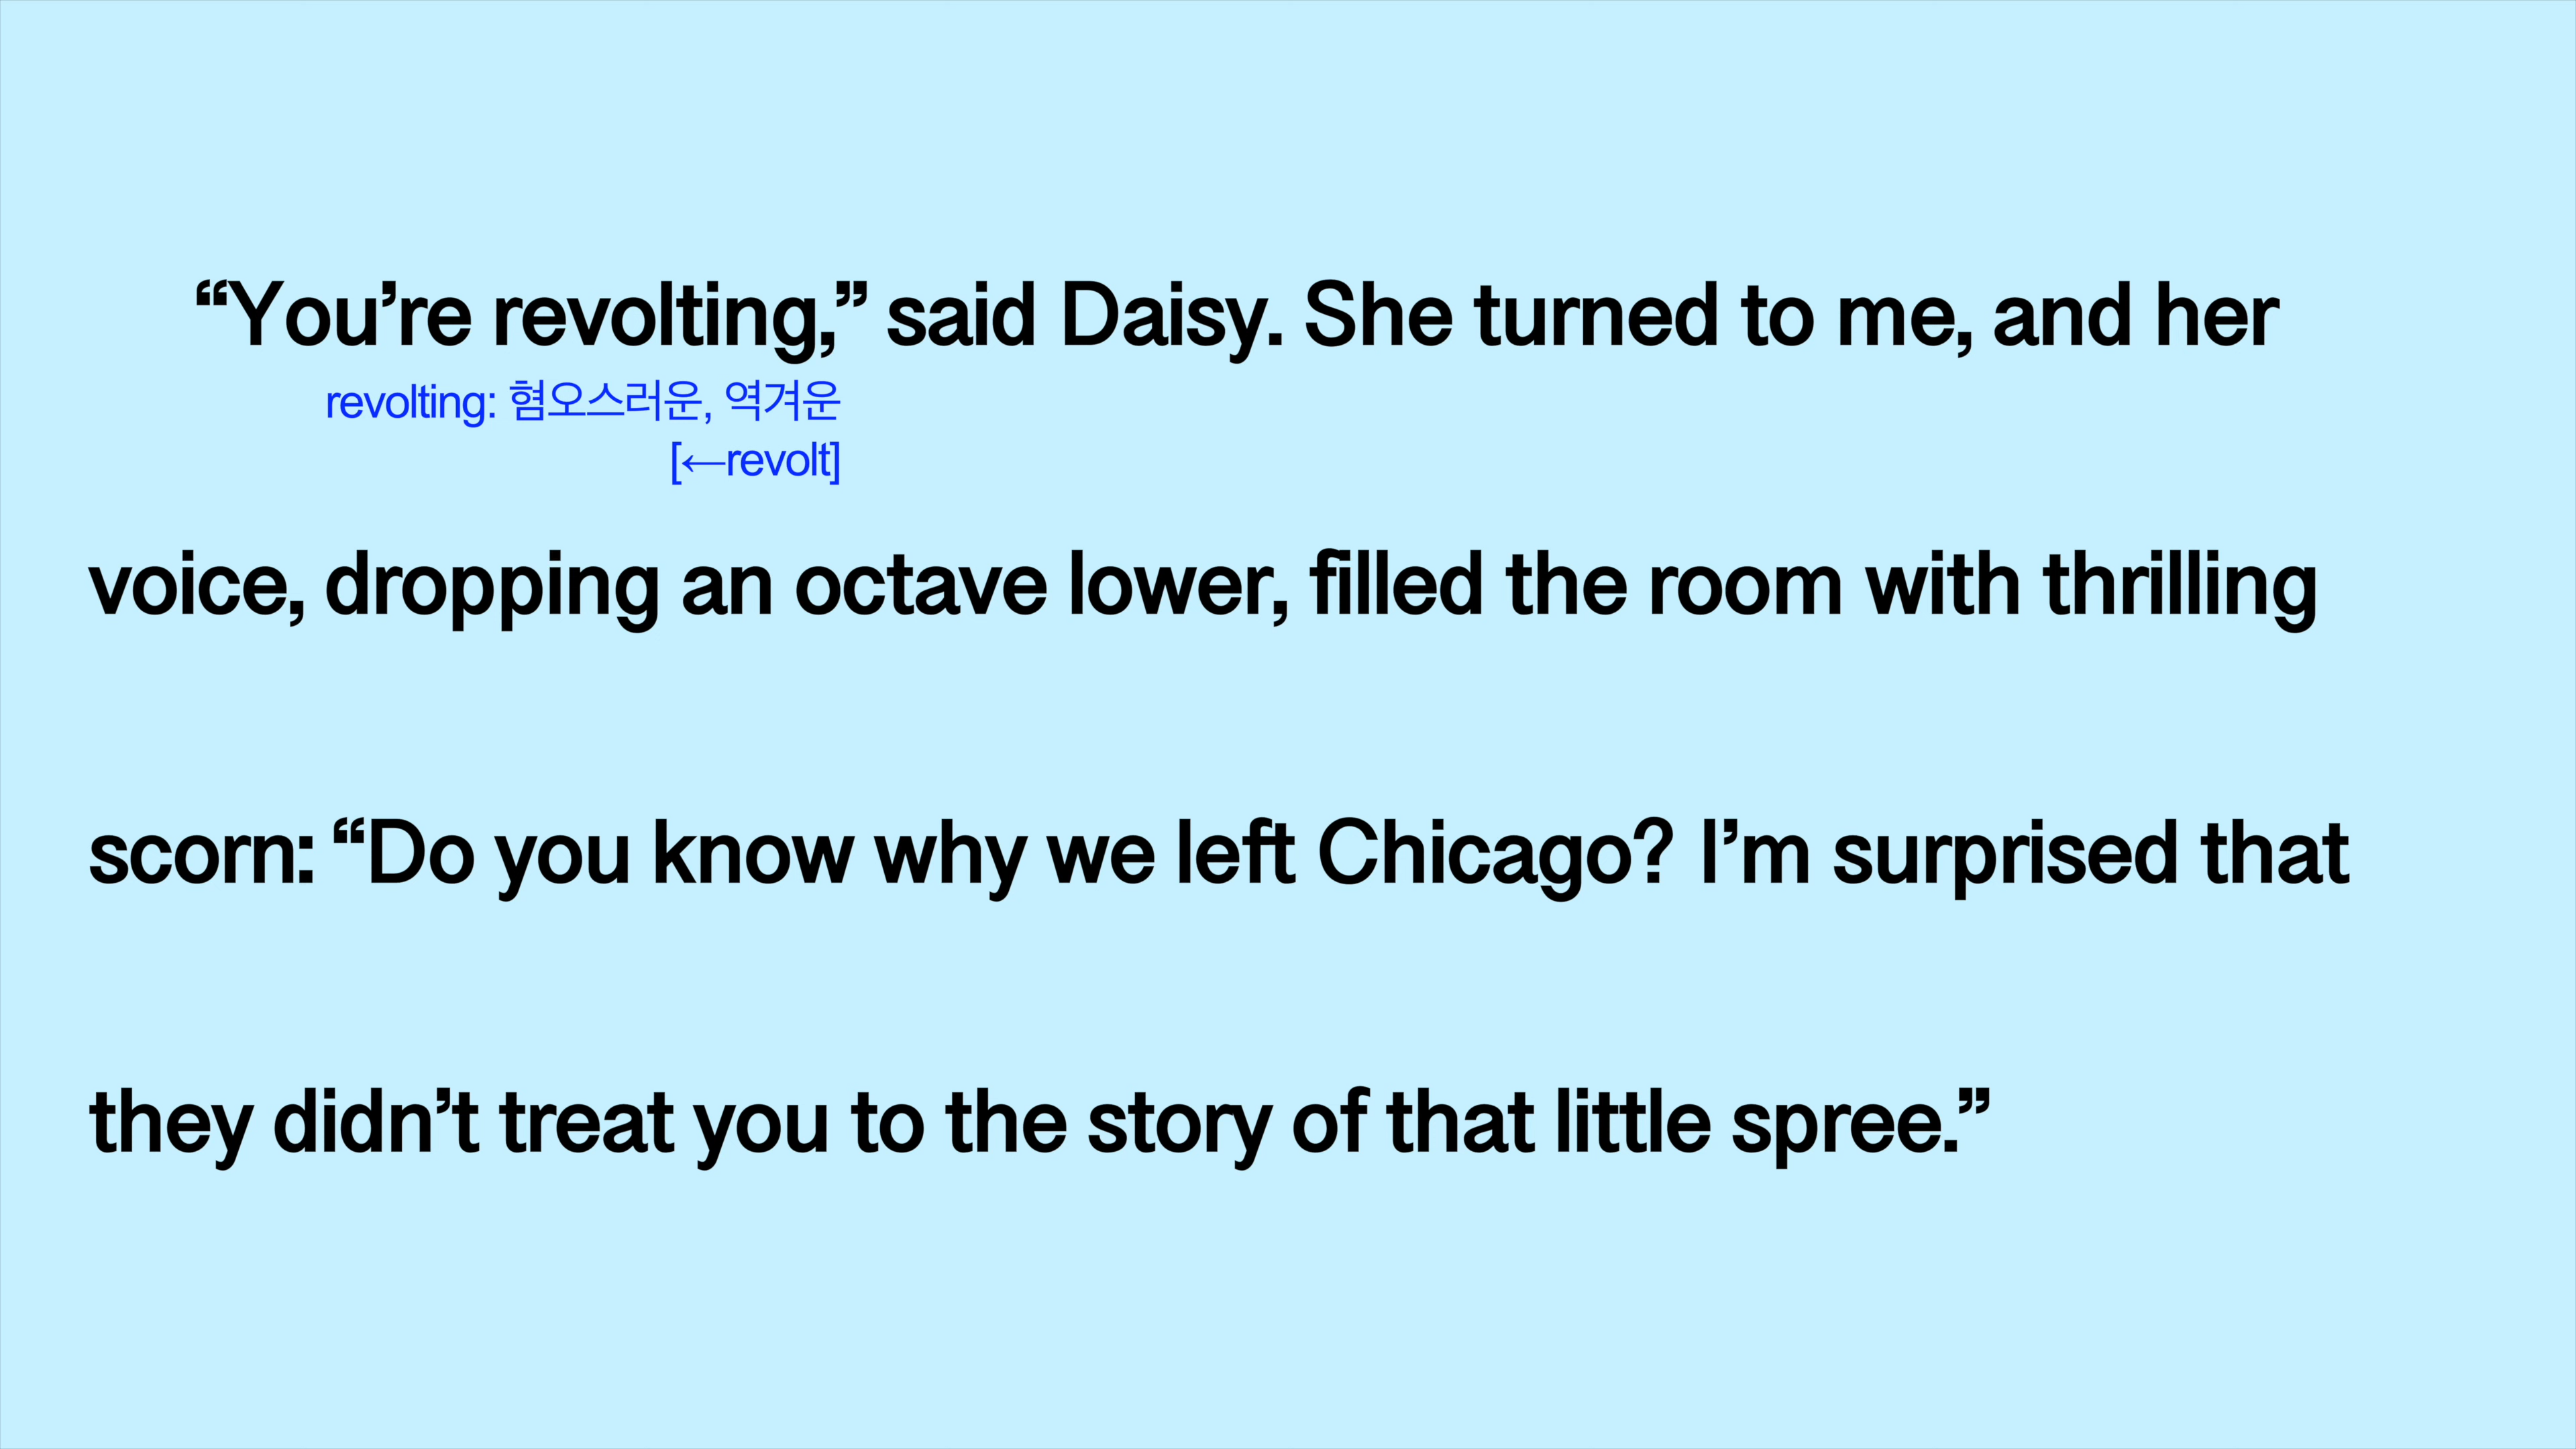 “You’re revolting,” said Daisy. She turned to me, and her
revolting: 혐오스러운, 역겨운
[←revolt]
voice, dropping an octave lower, filled the room with thrilling
scorn: “Do you know why we left Chicago? I’m surprised that
they didn’t treat you to the story of that little spree.”